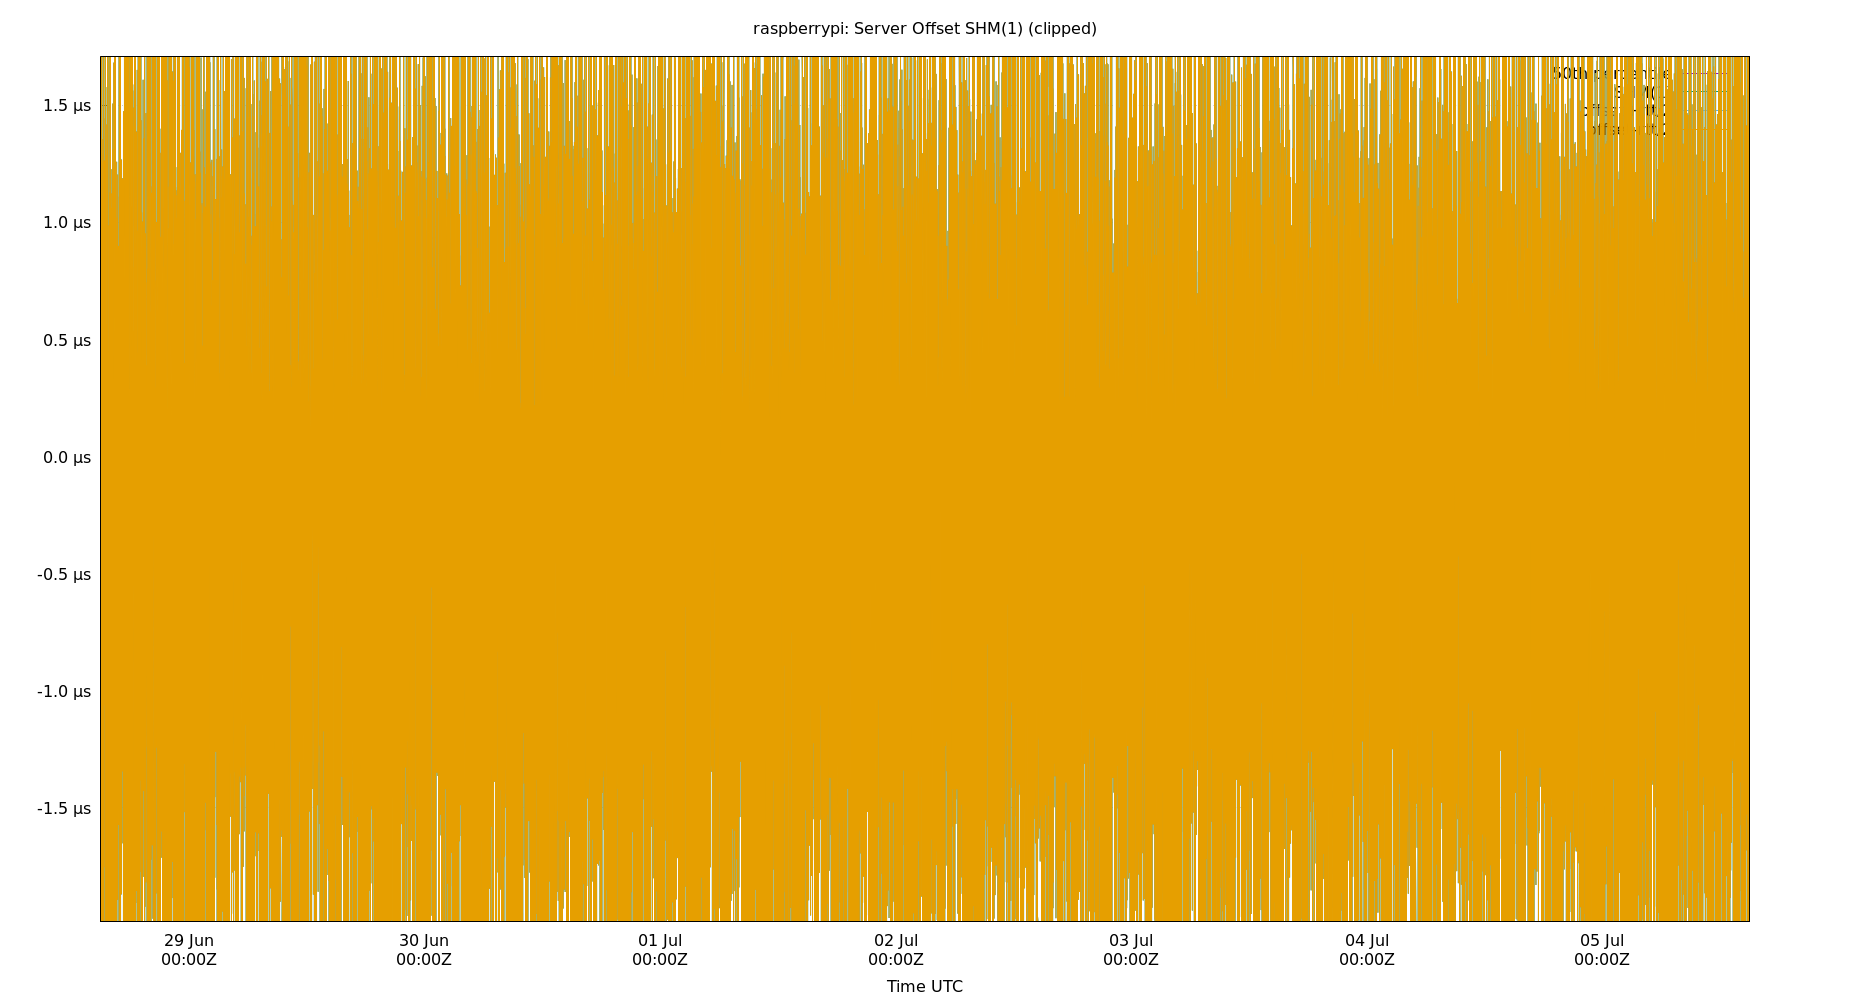 raspberrypi: Server Offset SHM(1) (clipped)
50th percentile
1.5 µs
1.0 µs
0.5 µs
0.0 µs
-0.5 µs
-1.0 µs
-1.5 µs
29 Jun 30 Jun 01 Jul 02 Jul 03 Jul 04 Jul 05 Jul
00:00Z 00:00Z 00:00Z 00:00Z 00:00Z 00:00Z 00:00Z
Time UTC